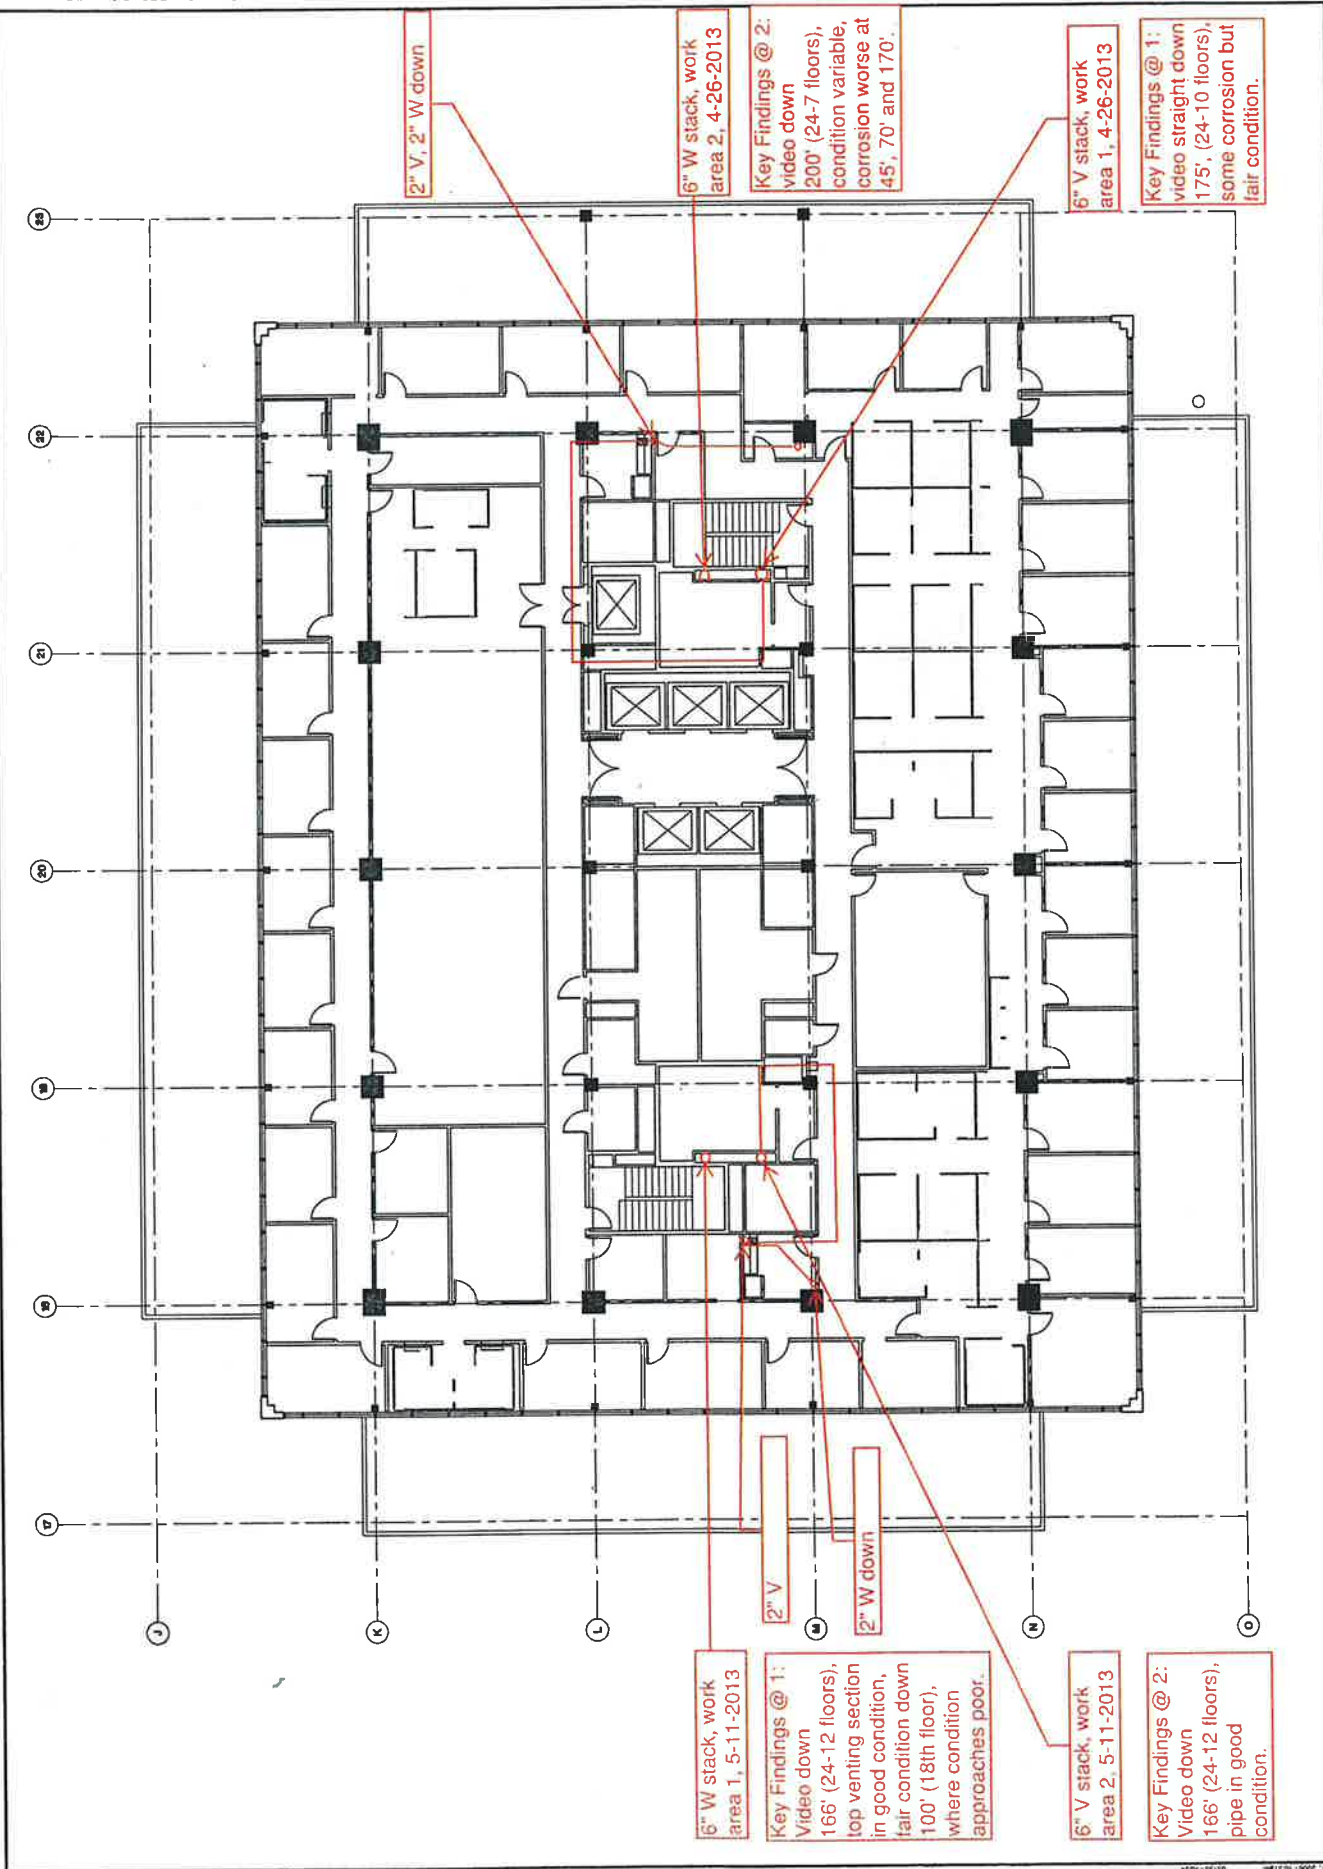 2" V, 2" W down
6" W stack, work
area 2, 4-26-2013
Key Findings @ 2:
video down
200' (24-7 floors),
condition variable,
corrosion worse at
45', 70' and 170'.
6" V stack, work
area 1, 4-26-2013
Key Findings @ 1:
video straight down
175', (24-10 floors),
some corrosion but
fair condition.
22
21
20
17
J
K
L
M
N
O
2" V
2" W down
6" W stack, work
area 1, 5-11-2013
Key Findings @ 1:
Video down
166' (24-12 floors),
top venting section
in good condition,
fair condition down
100' (18th floor),
where condition
approaches poor.
6" V stack, work
area 2, 5-11-2013
Key Findings @ 2:
Video down
166' (24-12 floors),
pipe in good
condition.